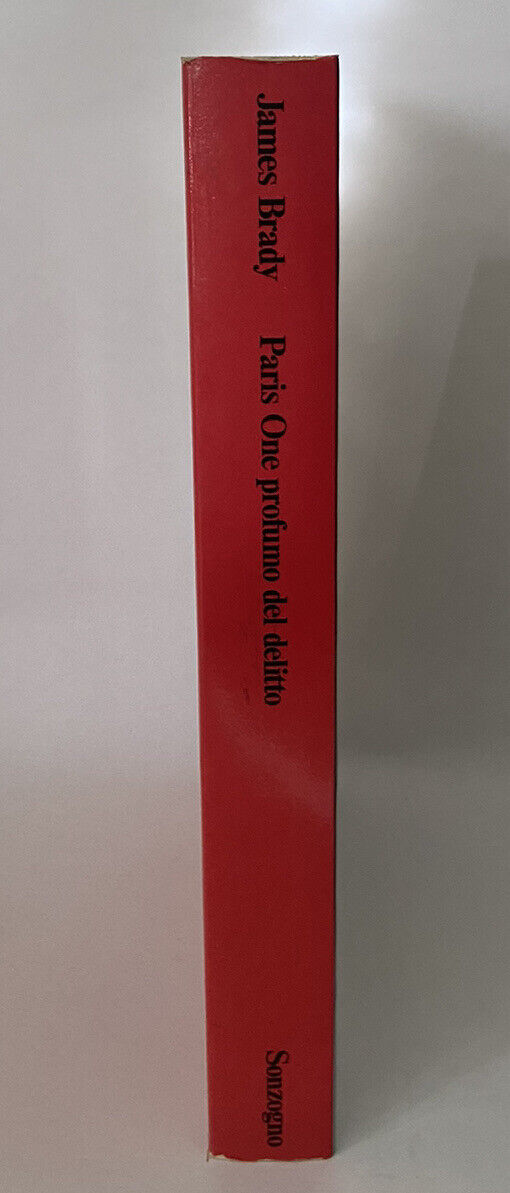 James Brady
Paris One profumo del delitto
Sonzogno